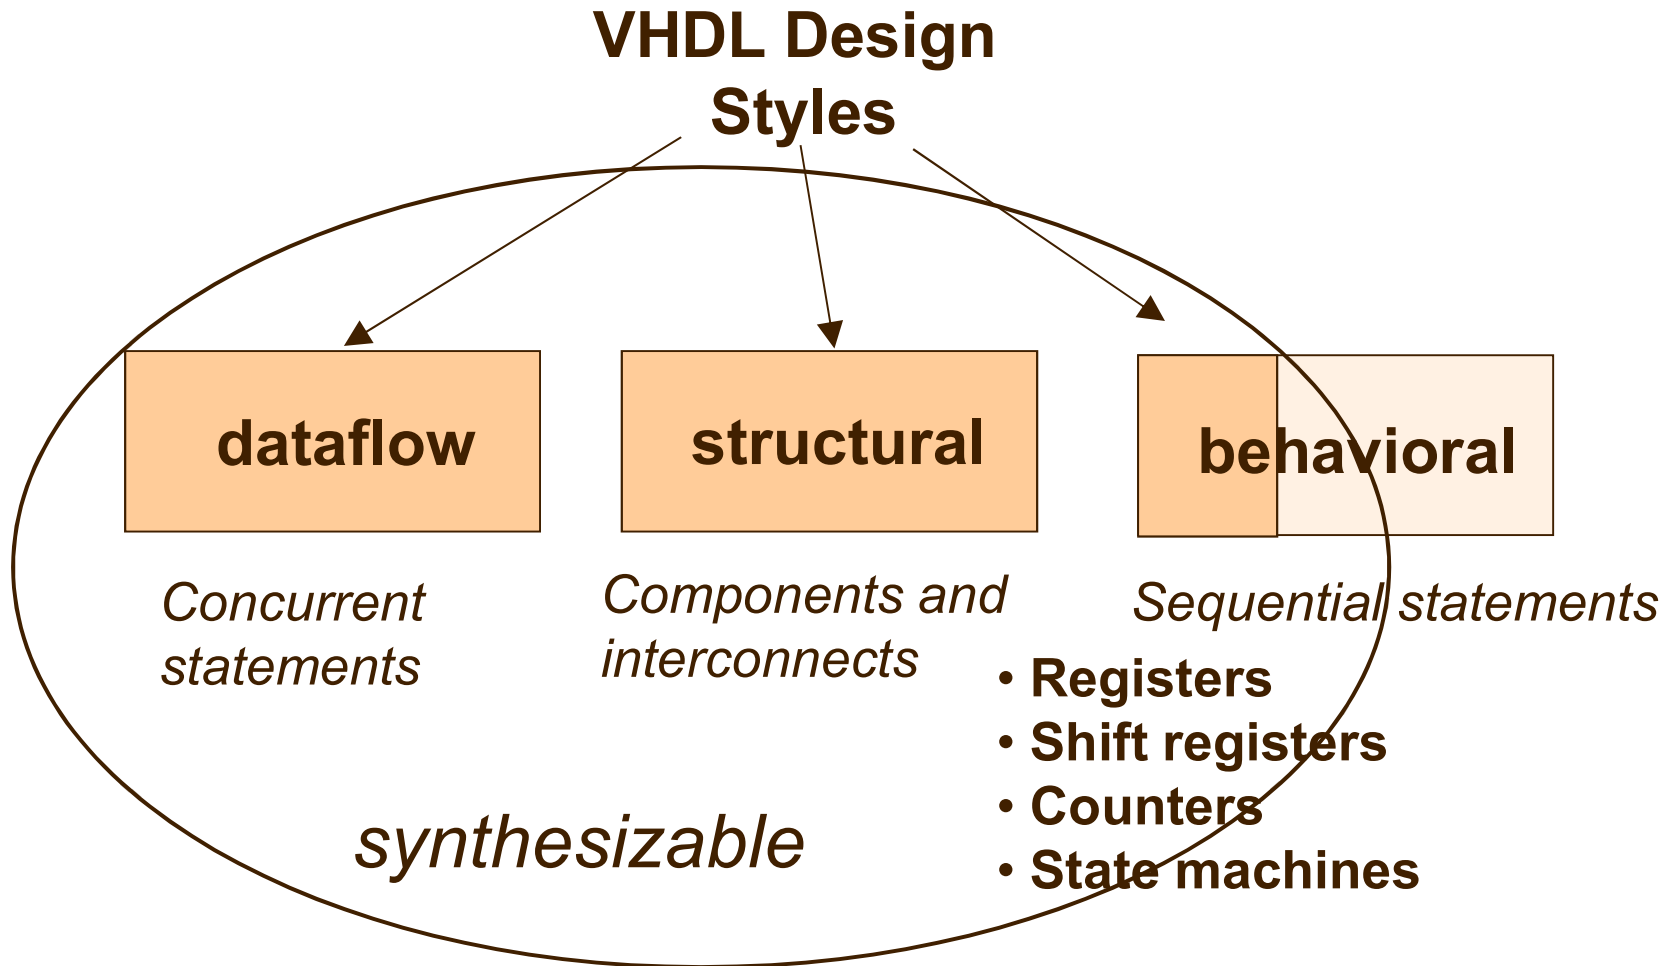 VHDL Design
Styles
dataflow
structural
behavioral
Concurrent
statements
Components and
interconnects
Sequential statements
• Registers
• Shift registers
• Counters
• State machines
synthesizable